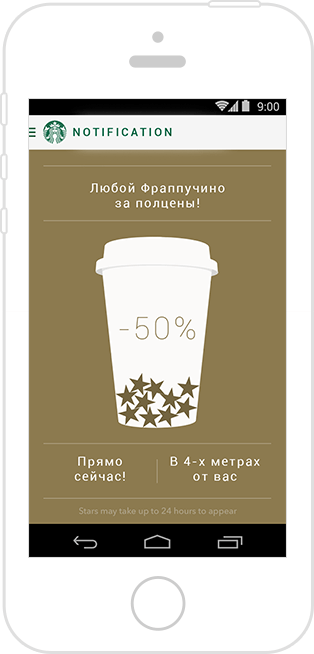 9:00
NOTIFICATION
Любой Фраппучино
за полцены!
-50%
Прямо
сейчас!
В 4-х метрах
от вас
Stars may take up to 24 hours to appear